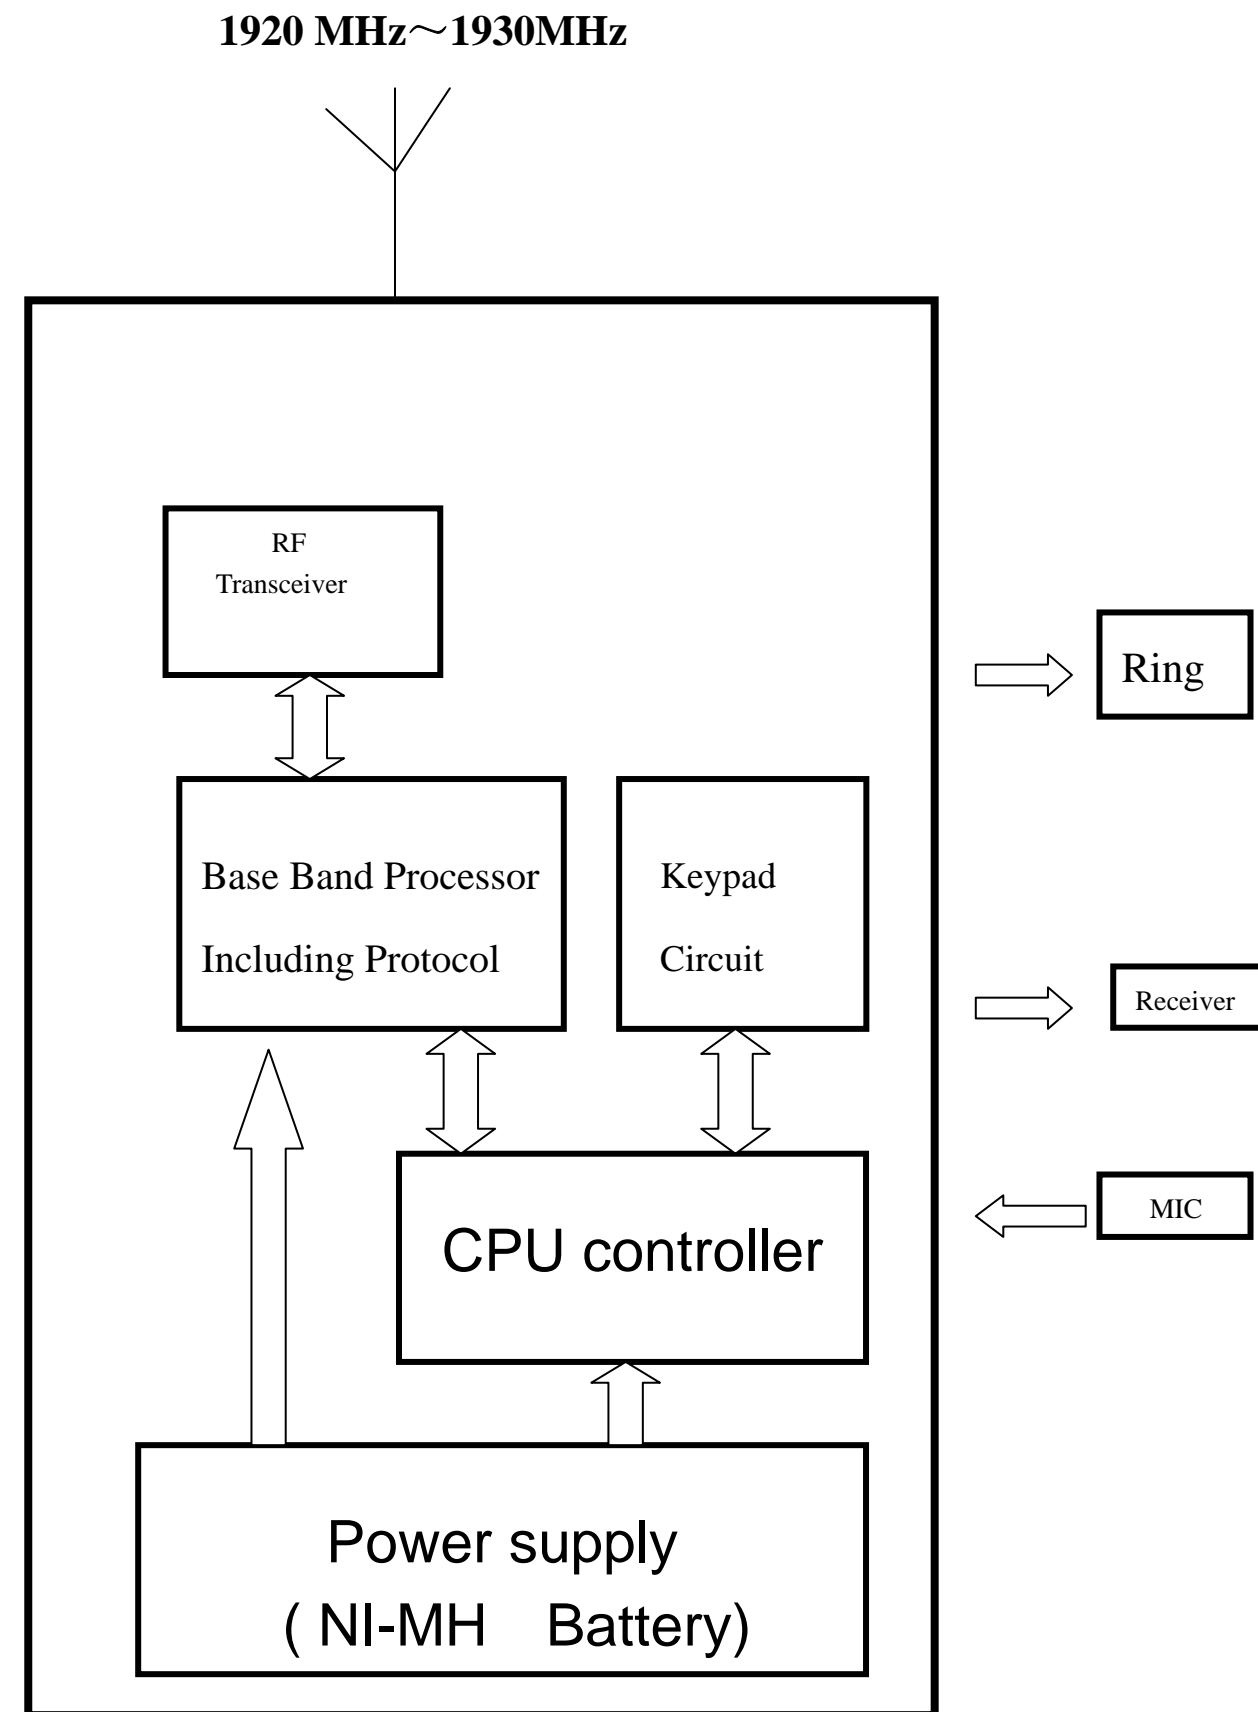 1920 MHz～1930MHz
RF
Transceiver
Ring
Base Band Processor
Including Protocol
Keypad
Circuit
Receiver
MIC
CPU controller
Power supply
( NI-MH Battery)